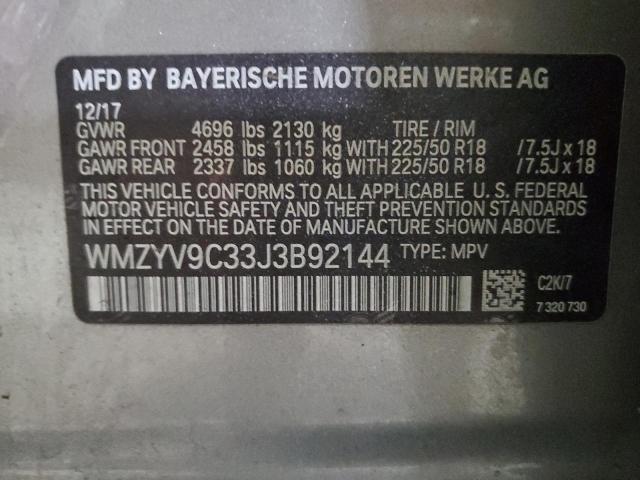 MFD BY BAYERISCHE MOTOREN WERKE AG
12/17
GVWR 4696 lbs 2130 kg TIRE / RIM
GAWR FRONT 2458 lbs 1115 kg WITH 225/50 R18 /7.5J x 18
GAWR REAR 2337 lbs 1060 kg WITH 225/50 R18 /7.5J x 18
THIS VEHICLE CONFORMS TO ALL APPLICABLE U. S. FEDERAL
MOTOR VEHICLE SAFETY AND THEFT PREVENTION STANDARDS
IN EFFECT ON THE DATE OF MANUFACTURE SHOWN ABOVE.
WMZYV9C33J3B92144 TYPE: MPV
C2K/7
7 320 730